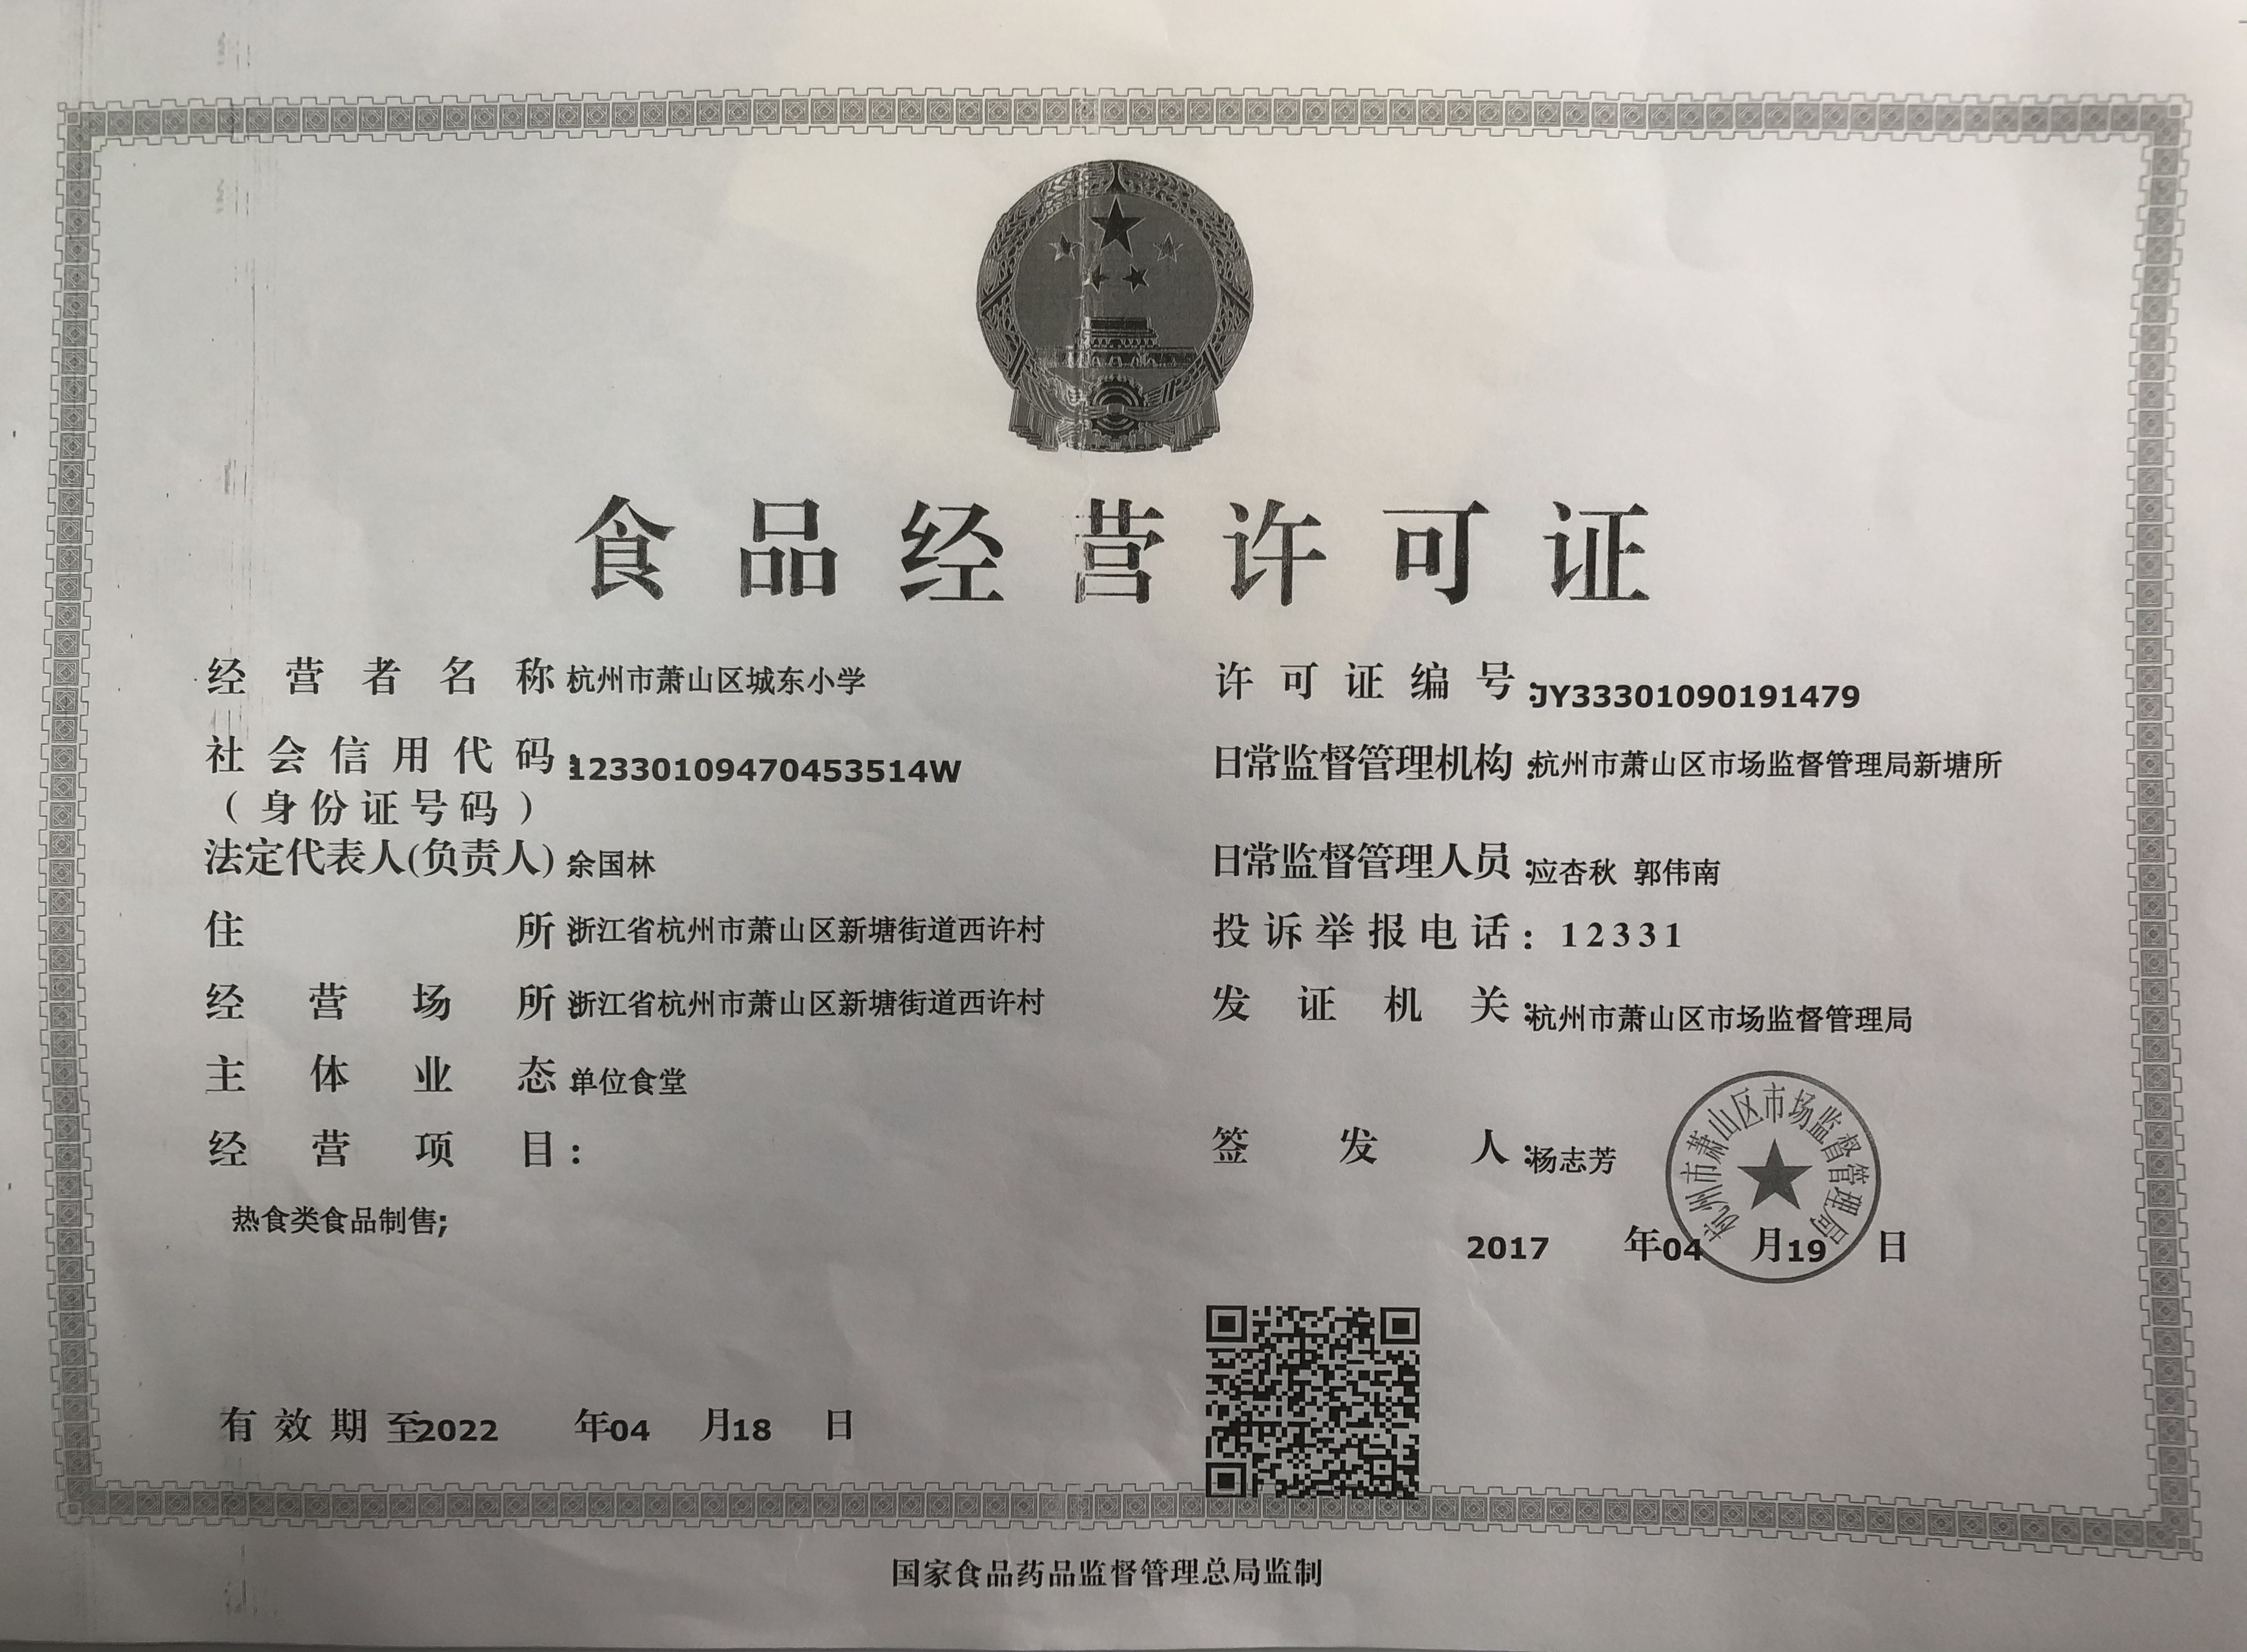 食品经营许可证
经营者名称：杭州市萧山区城东小学
社会信用代码：12330109470453514W
（身份证号码）
法定代表人(负责人)：余国林
住所：浙江省杭州市萧山区新塘街道西许村
经营场所：浙江省杭州市萧山区新塘街道西许村
主体业态：单位食堂
经营项目：
热食类食品制售;
有效期至2022年04月18日
许可证编号：JY33301090191479
日常监督管理机构：杭州市萧山区市场监督管理局新塘所
日常监督管理人员：应杏秋 郭伟南
投诉举报电话：12331
发证机关：杭州市萧山区市场监督管理局
签发人：杨志芳
杭州市萧山区市场监督管理局
2017年04月19日
国家食品药品监督管理总局监制